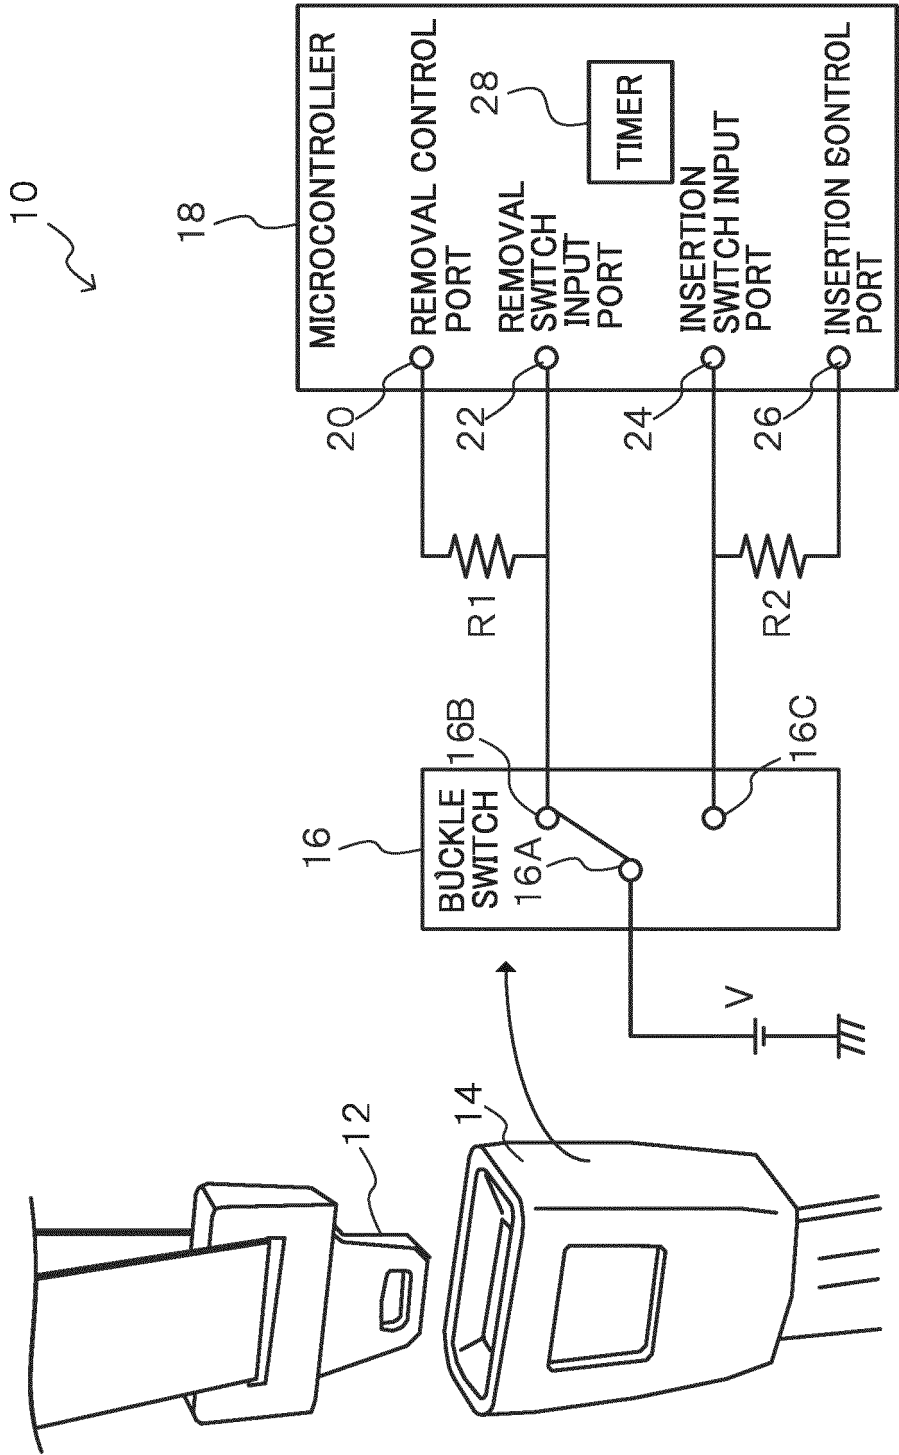 10
18
MICROCONTROLLER
20
REMOVAL CONTROL
PORT
22
REMOVAL
SWITCH
INPUT
PORT
28
TIMER
24
INSERTION
SWITCH INPUT
PORT
26
INSERTION CONTROL
PORT
R1
R2
16
BUCKLE
SWITCH
16B
16A
16C
V
12
14